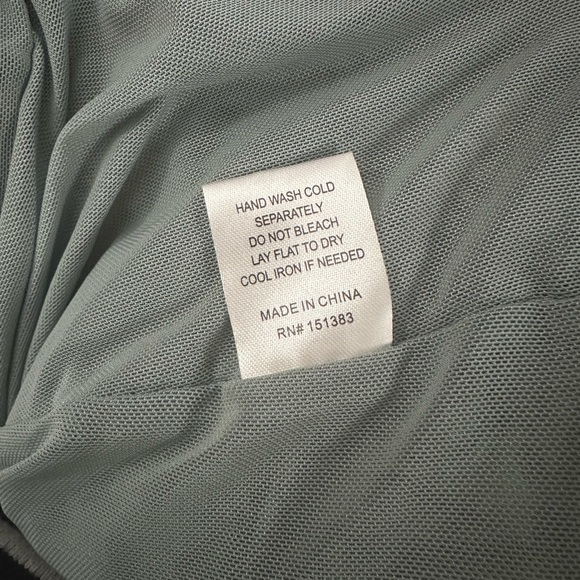 HAND WASH COLD
SEPARATELY
DO NOT BLEACH
LAY FLAT TO DRY
COOL IRON IF NEEDED
MADE IN CHINA
RN# 151383